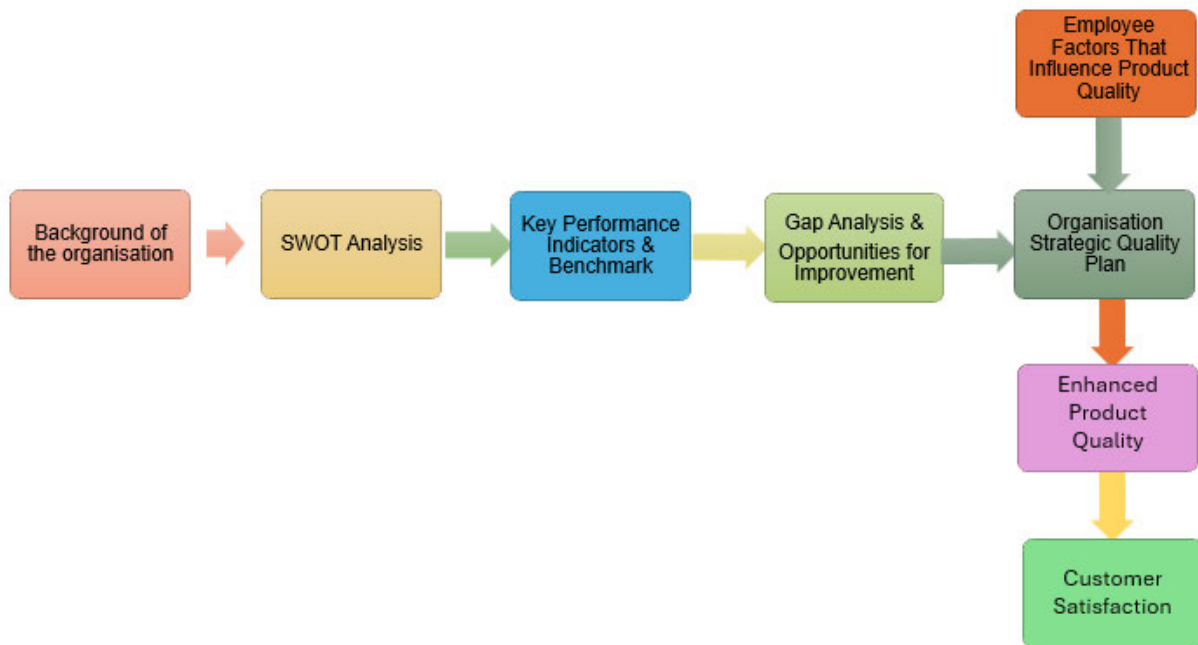 Employee
Factors That
Influence Product
Quality
Background of
the organisation
SWOT Analysis
Key Performance
Indicators &
Benchmark
Gap Analysis &
Opportunities for
Improvement
Organisation
Strategic Quality
Plan
Enhanced
Product
Quality
Customer
Satisfaction